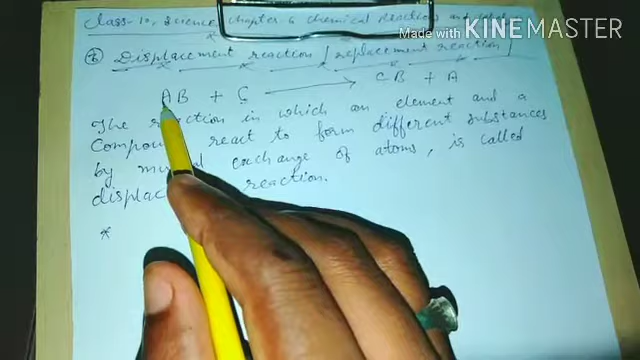 Class-10, Science chapter-6 chemical Reactions and
Made with KINEMASTER
Displacement reaction / replacement reaction /
AB + C → CB + A
The reaction in which an element and a
Compound react to form different substances
by mutual exchange of atoms, is called
reaction.
*